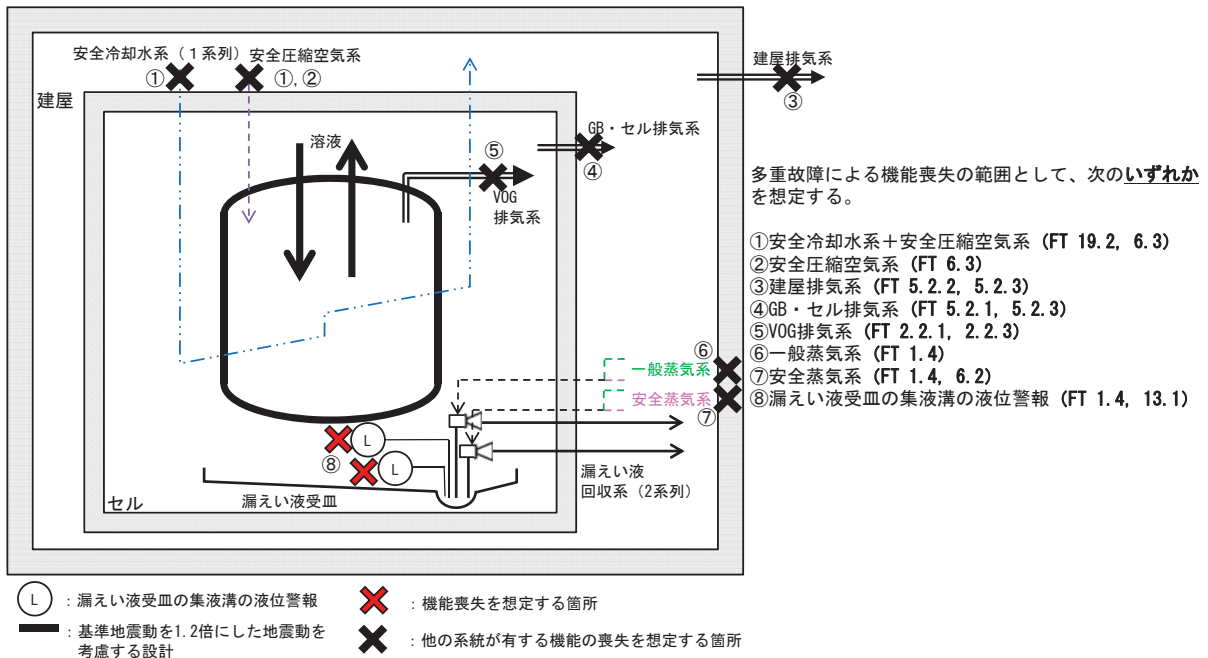 安全冷却水系（１系列）
安全圧縮空気系
①
①, ②
建屋排気系
③
建屋
GB・セル排気系
④
溶液
⑤
VOG
排気系
多重故障による機能喪失の範囲として、次のいずれか
を想定する。
①安全冷却水系＋安全圧縮空気系 (FT 19.2, 6.3)
②安全圧縮空気系 (FT 6.3)
③建屋排気系 (FT 5.2.2, 5.2.3)
④GB・セル排気系 (FT 5.2.1, 5.2.3)
⑤VOG排気系 (FT 2.2.1, 2.2.3)
⑥一般蒸気系 (FT 1.4)
⑦安全蒸気系 (FT 1.4, 6.2)
⑧漏えい液受皿の集液溝の液位警報 (FT 1.4, 13.1)
⑥
一般蒸気系
安全蒸気系
⑦
L
L
⑧
漏えい液
回収系（2系列）
漏えい液受皿
セル
L
：漏えい液受皿の集液溝の液位警報
：機能喪失を想定する箇所
：基準地震動を1.2倍にした地震動を
考慮する設計
：他の系統が有する機能の喪失を想定する箇所